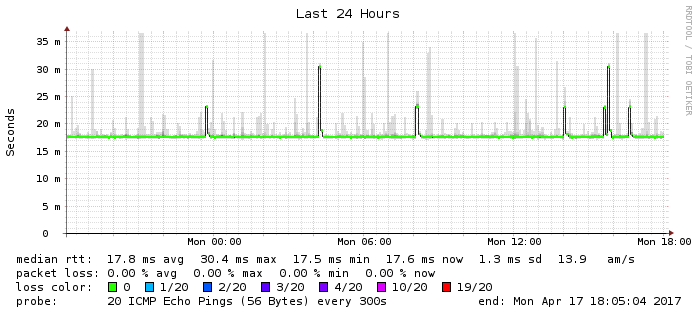 Last 24 Hours
RRDTOOL / TOBI OETIKER
Seconds
35 m
30 m
25 m
20 m
15 m
10 m
5 m
0
Mon 00:00 Mon 06:00 Mon 12:00 Mon 18:00
median rtt: 17.8 ms avg 30.4 ms max 17.5 ms min 17.6 ms now 1.3 ms sd 13.9 am/s
packet loss: 0.00 % avg 0.00 % max 0.00 % min 0.00 % now
loss color: 0 1/20 2/20 3/20 4/20 10/20 19/20
probe: 20 ICMP Echo Pings (56 Bytes) every 300s end: Mon Apr 17 18:05:04 2017